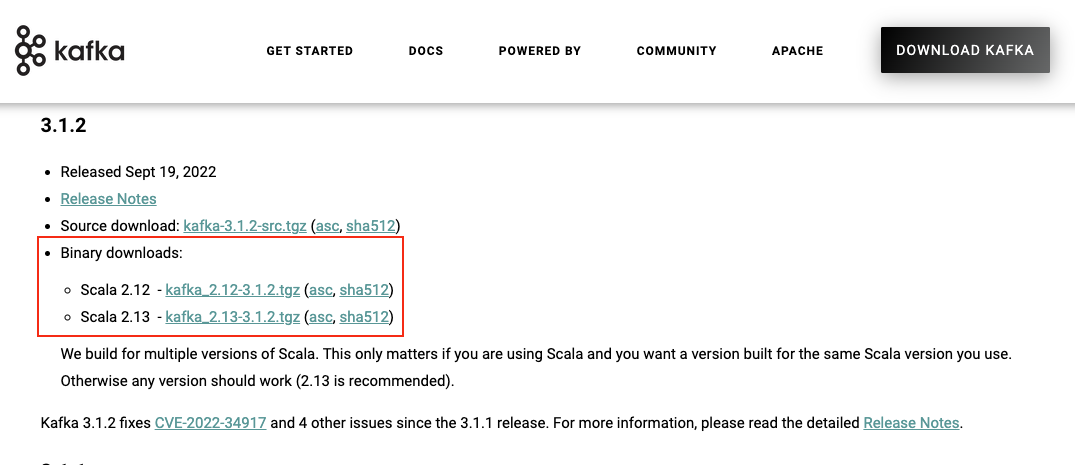 kafka
GET STARTED DOCS POWERED BY COMMUNITY APACHE DOWNLOAD KAFKA
3.1.2
Released Sept 19, 2022
Release Notes
Source download: kafka-3.1.2-src.tgz (asc, sha512)
Binary downloads:
Scala 2.12 - kafka_2.12-3.1.2.tgz (asc, sha512)
Scala 2.13 - kafka_2.13-3.1.2.tgz (asc, sha512)
We build for multiple versions of Scala. This only matters if you are using Scala and you want a version built for the same Scala version you use.
Otherwise any version should work (2.13 is recommended).
Kafka 3.1.2 fixes CVE-2022-34917 and 4 other issues since the 3.1.1 release. For more information, please read the detailed Release Notes.